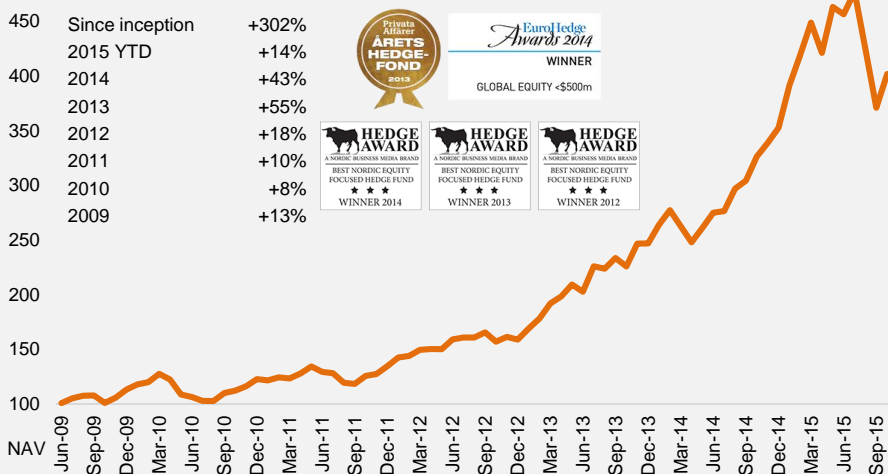 450
400
350
300
250
200
150
100
NAV
Since inception +302%
2015 YTD +14%
2014 +43%
2013 +55%
2012 +18%
2011 +10%
2010 +8%
2009 +13%
Privata
Affärer
ÅRETS
HEDGE-
FOND
2013
EuroHedge
Awards 2014
WINNER
GLOBAL EQUITY <$500m
HEDGE
AWARD
A NORDIC BUSINESS MEDIA BRAND
BEST NORDIC EQUITY
FOCUSED HEDGE FUND
WINNER 2014
HEDGE
AWARD
A NORDIC BUSINESS MEDIA BRAND
BEST NORDIC EQUITY
FOCUSED HEDGE FUND
WINNER 2013
HEDGE
AWARD
A NORDIC BUSINESS MEDIA BRAND
BEST NORDIC EQUITY
FOCUSED HEDGE FUND
WINNER 2012
Jun-09
Sep-09
Dec-09
Mar-10
Jun-10
Sep-10
Dec-10
Mar-11
Jun-11
Sep-11
Dec-11
Mar-12
Jun-12
Sep-12
Dec-12
Mar-13
Jun-13
Sep-13
Dec-13
Mar-14
Jun-14
Sep-14
Dec-14
Mar-15
Jun-15
Sep-15